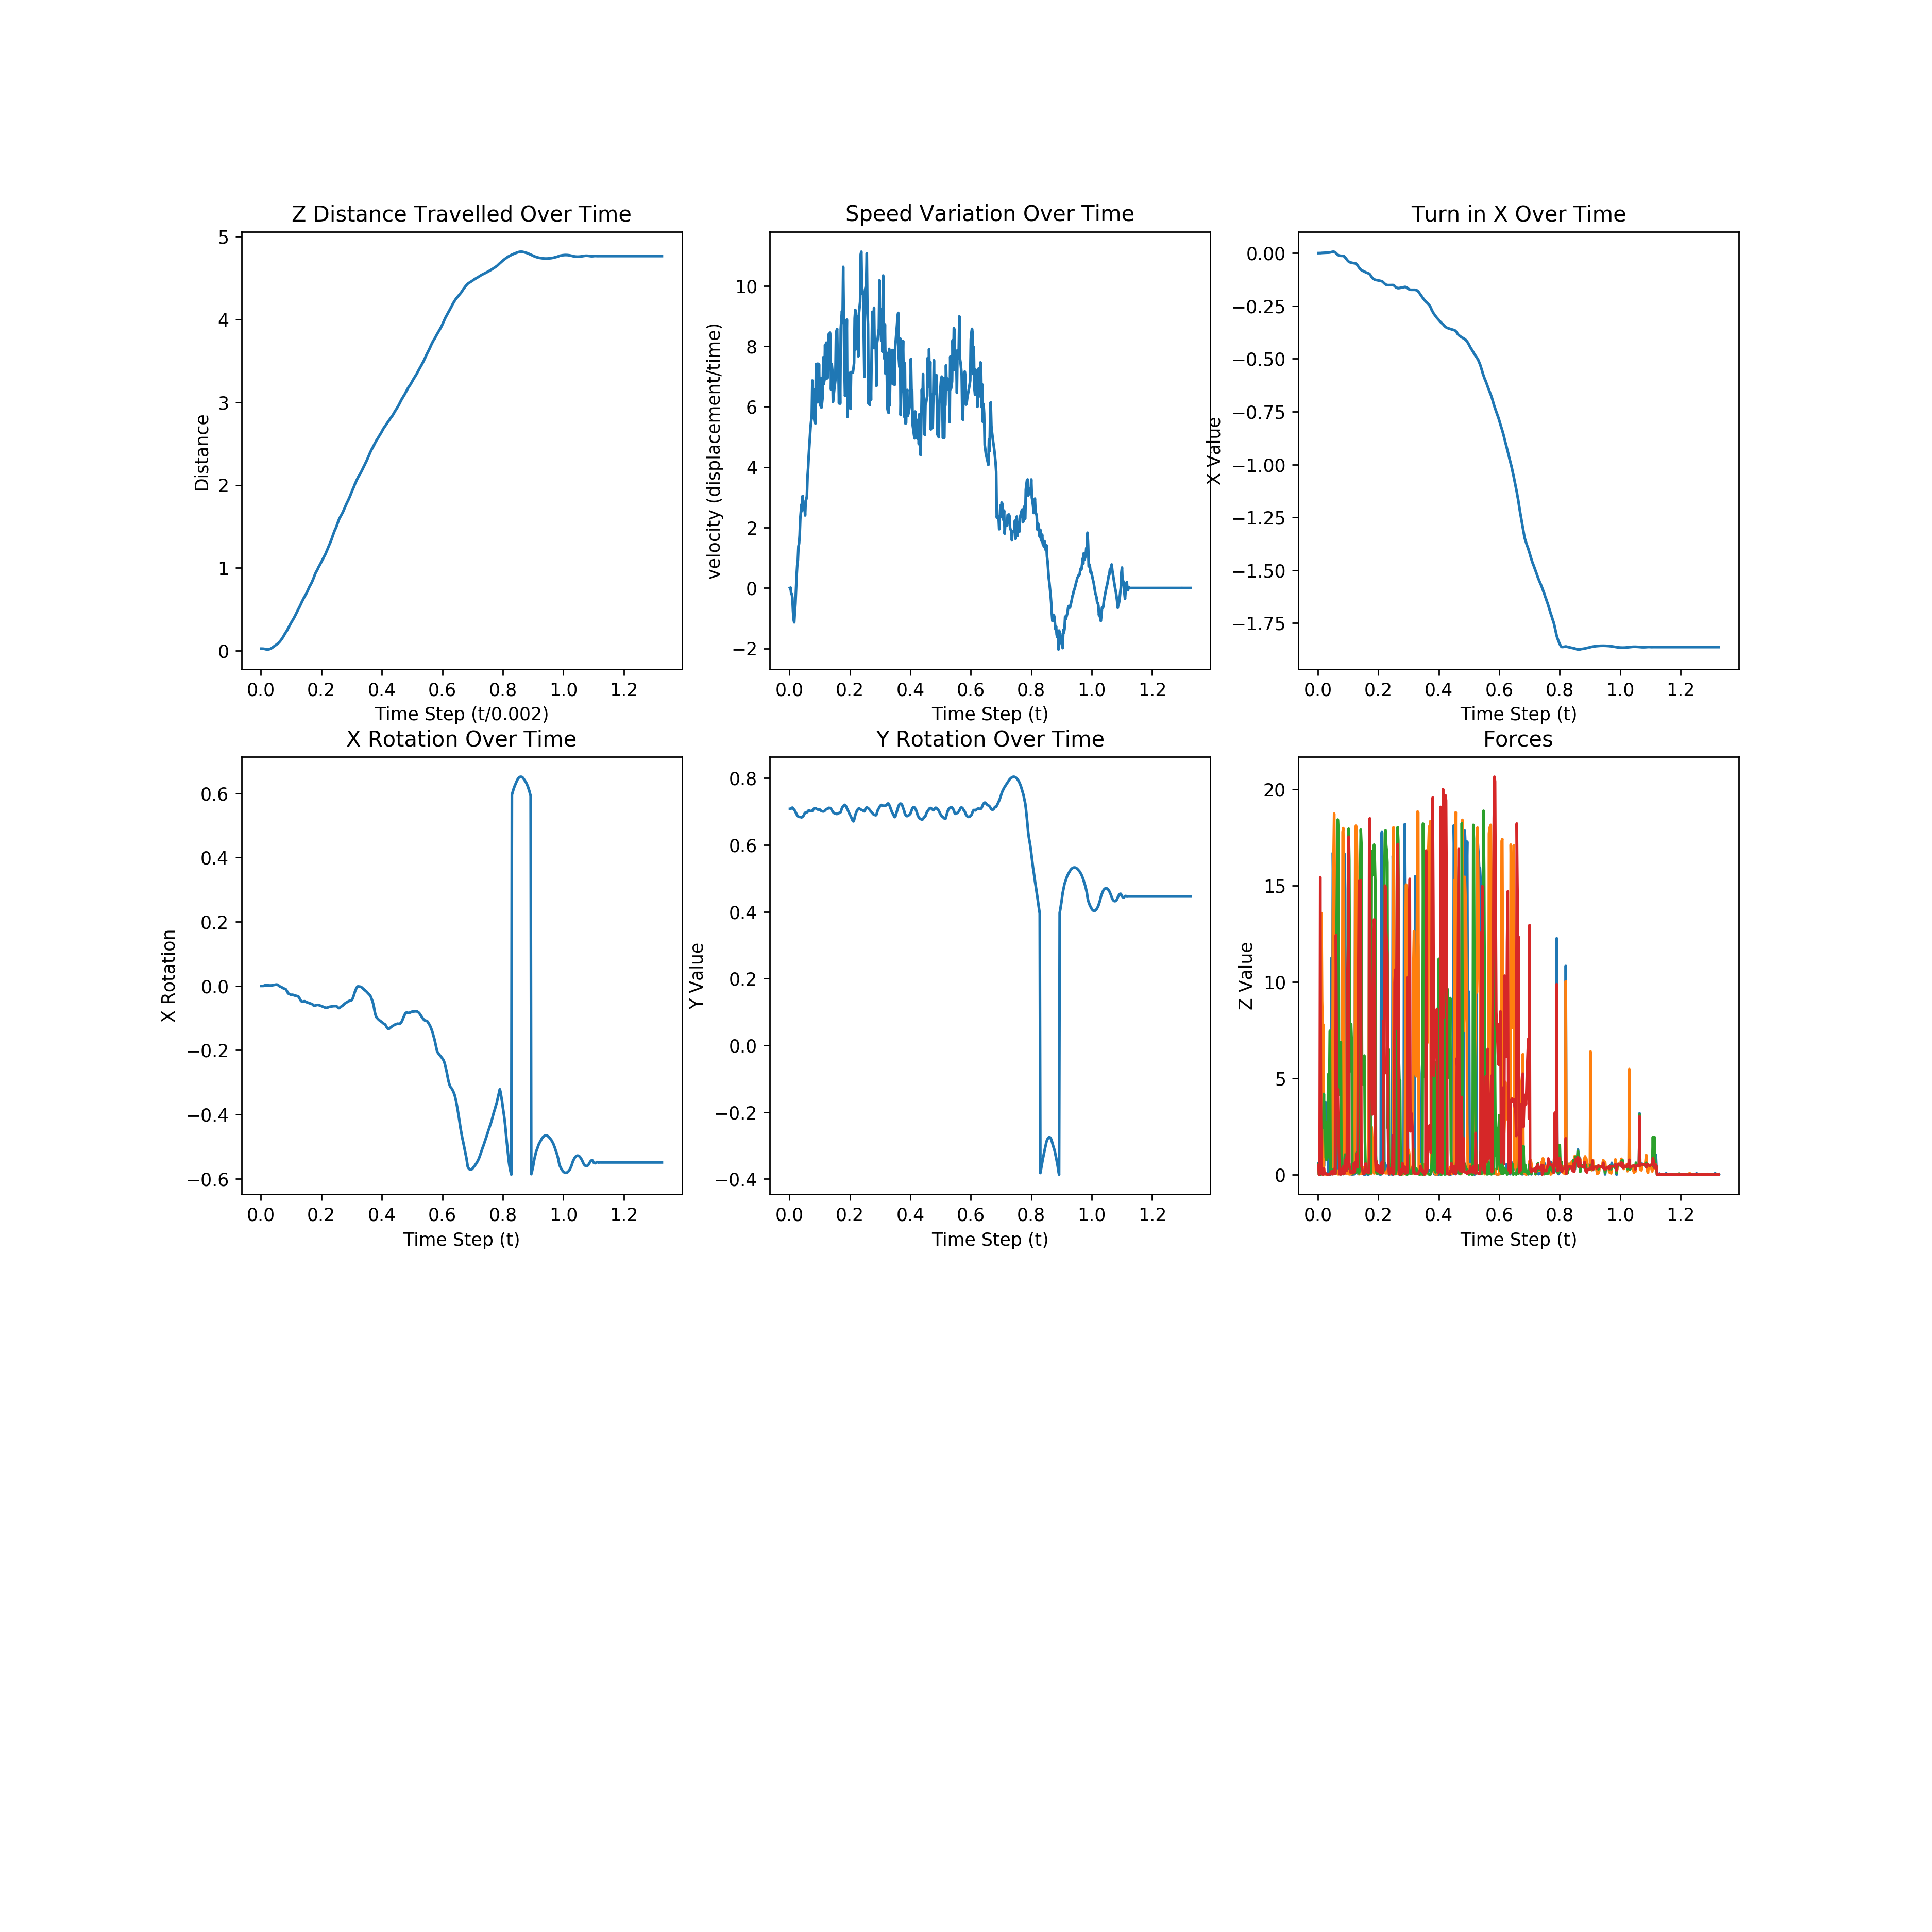 Z Distance Travelled Over Time
Speed Variation Over Time
Turn in X Over Time
5
4
3
2
1
0
Distance
0.0 0.2 0.4 0.6 0.8 1.0 1.2
Time Step (t/0.002)
10
8
6
4
2
0
−2
velocity (displacement/time)
0.0 0.2 0.4 0.6 0.8 1.0 1.2
Time Step (t)
0.00
−0.25
−0.50
−0.75
−1.00
−1.25
−1.50
−1.75
X Value
0.0 0.2 0.4 0.6 0.8 1.0 1.2
Time Step (t)
X Rotation Over Time
Y Rotation Over Time
Forces
0.6
0.4
0.2
0.0
−0.2
−0.4
−0.6
X Rotation
0.0 0.2 0.4 0.6 0.8 1.0 1.2
Time Step (t)
0.8
0.6
0.4
0.2
0.0
−0.2
−0.4
Y Value
0.0 0.2 0.4 0.6 0.8 1.0 1.2
Time Step (t)
20
15
10
5
0
Z Value
0.0 0.2 0.4 0.6 0.8 1.0 1.2
Time Step (t)